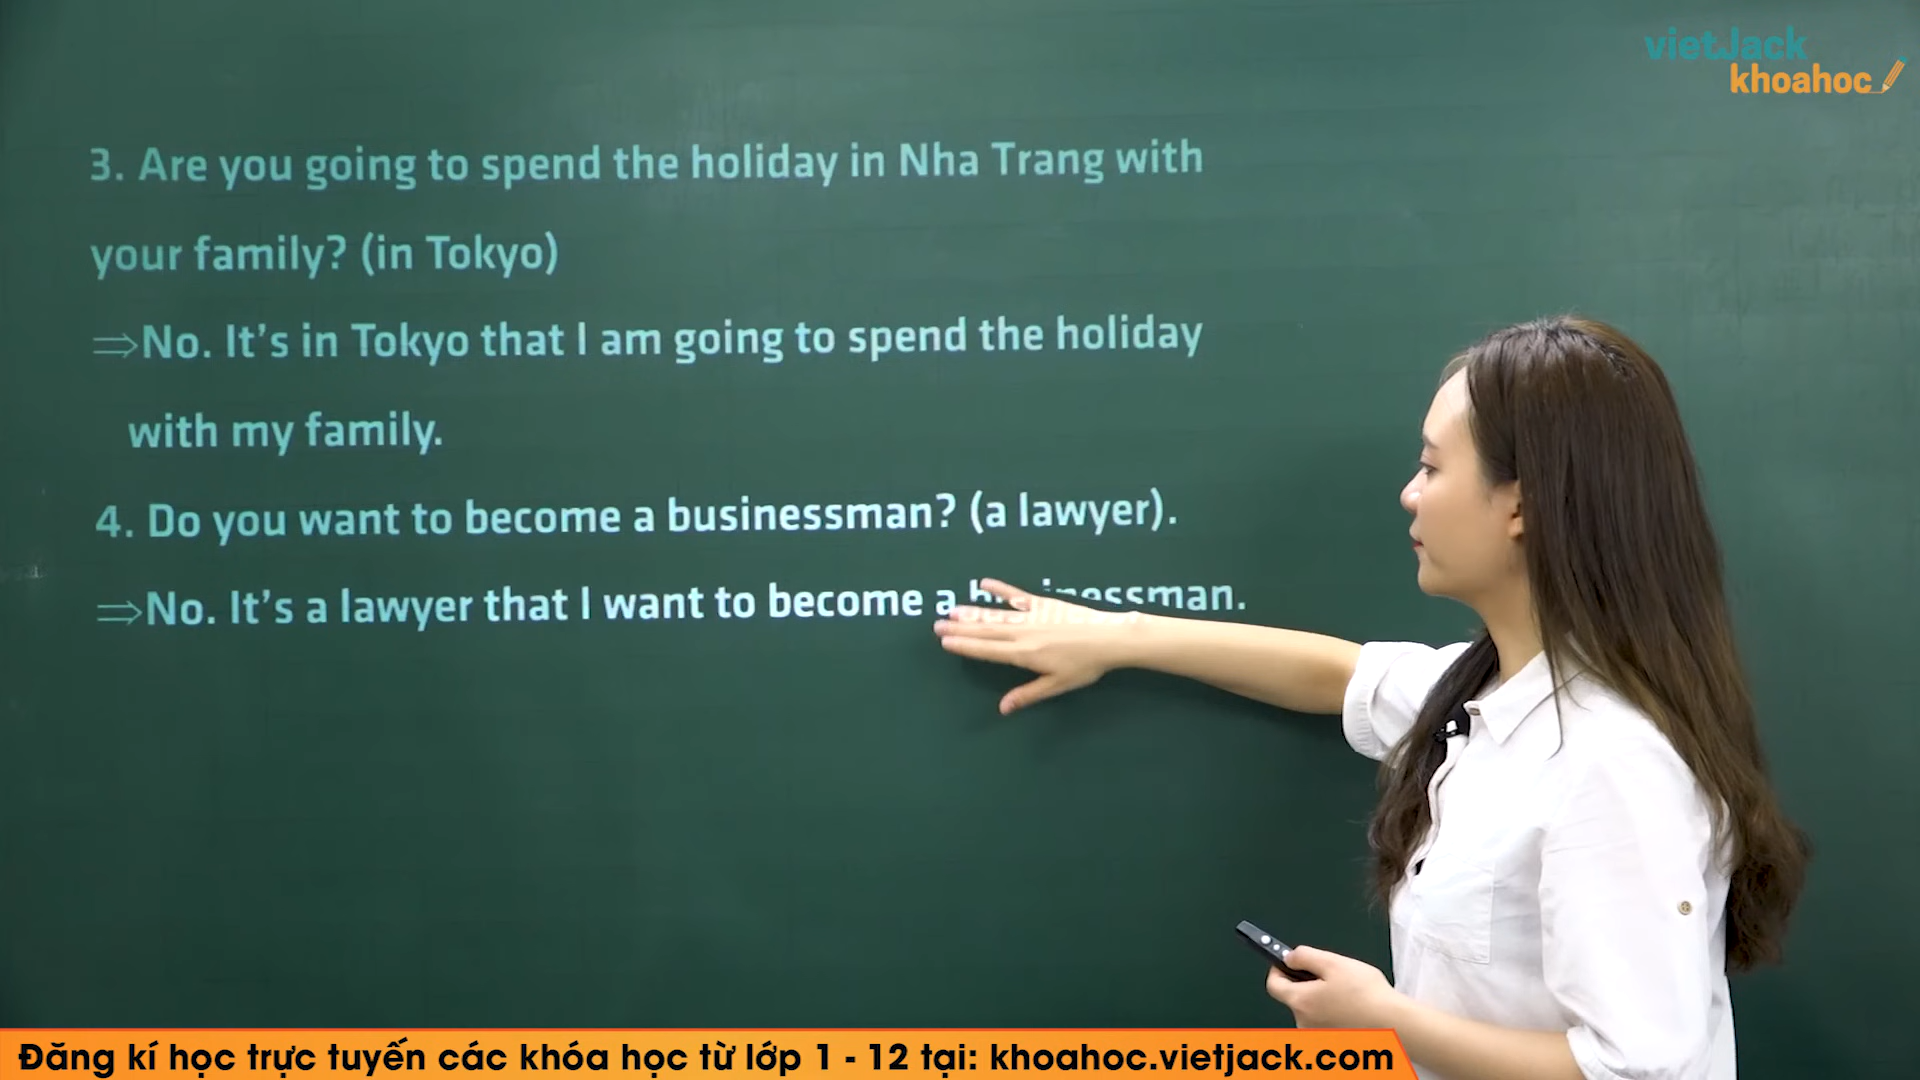 vietJack
khoahoc
3. Are you going to spend the holiday in Nha Trang with
your family? (in Tokyo)
⇒No. It's in Tokyo that I am going to spend the holiday
with my family.
4. Do you want to become a businessman? (a lawyer).
⇒No. It's a lawyer that I want to become a businessman.
Đăng kí học trực tuyến các khóa học từ lớp 1 - 12 tại: khoahoc.vietjack.com